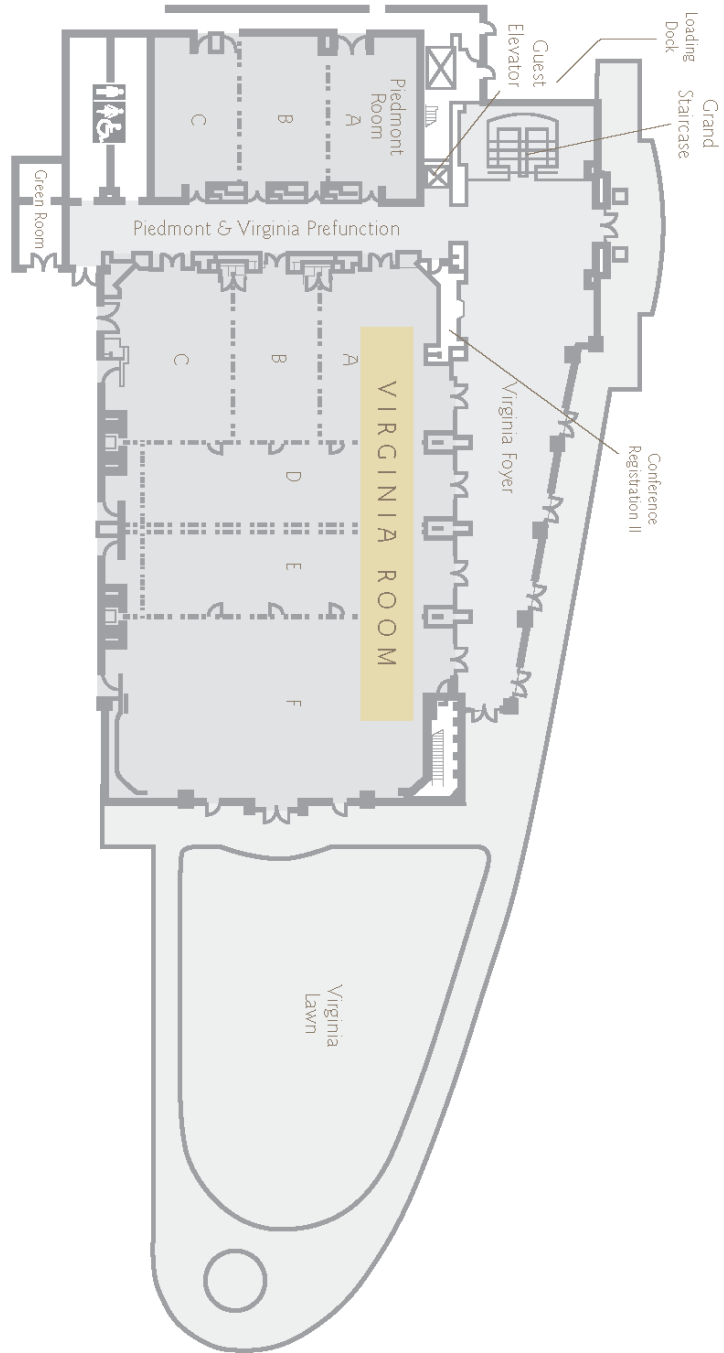 Loading
Dock
Grand
Staircase
Guest
Elevator
Piedmont
Room
A
B
C
Green Room
Piedmont & Virginia Prefunction
Conference
Registration II
Virginia Foyer
VIRGINIA ROOM
A
B
C
D
E
F
Virginia
Lawn